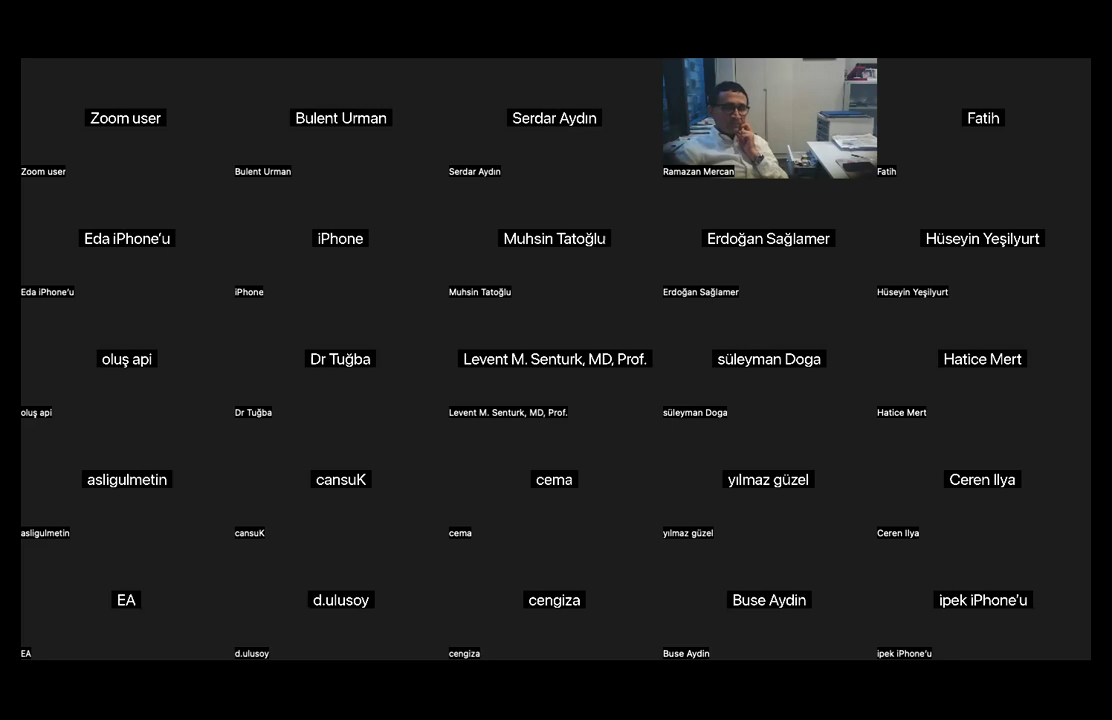 Zoom user
Bulent Urman
Serdar Aydın
Fatih
Zoom user
Bulent Urman
Serdar Aydın
Ramazan Mercan
Fatih
Eda iPhone'u
iPhone
Muhsin Tatoğlu
Erdoğan Sağlamer
Hüseyin Yeşilyurt
Eda iPhone'u
iPhone
Muhsin Tatoğlu
Erdoğan Sağlamer
Hüseyin Yeşilyurt
oluş api
Dr Tuğba
Levent M. Senturk, MD, Prof.
süleyman Doga
Hatice Mert
oluş api
Dr Tuğba
Levent M. Senturk, MD, Prof.
süleyman Doga
Hatice Mert
asligulmetin
cansuK
cema
yılmaz güzel
Ceren Ilya
asligulmetin
cansuK
cema
yılmaz güzel
Ceren Ilya
EA
d.ulusoy
cengiza
Buse Aydin
ipek iPhone'u
EA
d.ulusoy
cengiza
Buse Aydin
ipek iPhone'u